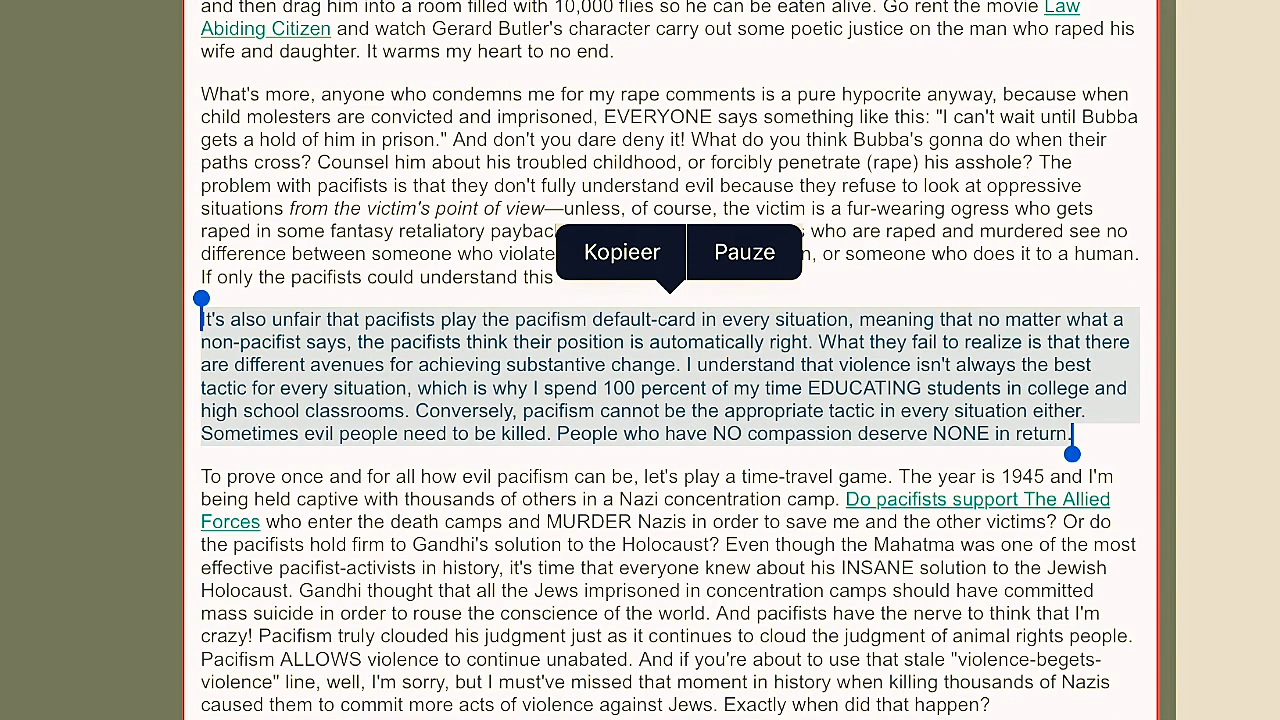 and then drag him into a room filled with 10,000 flies so he can be eaten alive. Go rent the movie Law
Abiding Citizen and watch Gerard Butler's character carry out some poetic justice on the man who raped his
wife and daughter. It warms my heart to no end.
What's more, anyone who condemns me for my rape comments is a pure hypocrite anyway, because when
child molesters are convicted and imprisoned, EVERYONE says something like this: "I can't wait until Bubba
gets a hold of him in prison." And don't you dare deny it! What do you think Bubba's gonna do when their
paths cross? Counsel him about his troubled childhood, or forcibly penetrate (rape) his asshole? The
problem with pacifists is that they don't fully understand evil because they refuse to look at oppressive
situations from the victim's point of view—unless, of course, the victim is a fur-wearing ogress who gets
raped in some fantasy retaliatory who are raped and murdered see no
difference between someone who or someone who does it to a human.
Kopieer Pauze
If only the pacifists could understand this
It's also unfair that pacifists play the pacifism default-card in every situation, meaning that no matter what a
non-pacifist says, the pacifists think their position is automatically right. What they fail to realize is that there
are different avenues for achieving substantive change. I understand that violence isn't always the best
tactic for every situation, which is why I spend 100 percent of my time EDUCATING students in college and
high school classrooms. Conversely, pacifism cannot be the appropriate tactic in every situation either.
Sometimes evil people need to be killed. People who have NO compassion deserve NONE in return.
To prove once and for all how evil pacifism can be, let's play a time-travel game. The year is 1945 and I'm
being held captive with thousands of others in a Nazi concentration camp. Do pacifists support The Allied
Forces who enter the death camps and MURDER Nazis in order to save me and the other victims? Or do
the pacifists hold firm to Gandhi's solution to the Holocaust? Even though the Mahatma was one of the most
effective pacifist-activists in history, it's time that everyone knew about his INSANE solution to the Jewish
Holocaust. Gandhi thought that all the Jews imprisoned in concentration camps should have committed
mass suicide in order to rouse the conscience of the world. And pacifists have the nerve to think that I'm
crazy! Pacifism truly clouded his judgment just as it continues to cloud the judgment of animal rights people.
Pacifism ALLOWS violence to continue unabated. And if you're about to use that stale "violence-begets-
violence" line, well, I'm sorry, but I must've missed that moment in history when killing thousands of Nazis
caused them to commit more acts of violence against Jews. Exactly when did that happen?